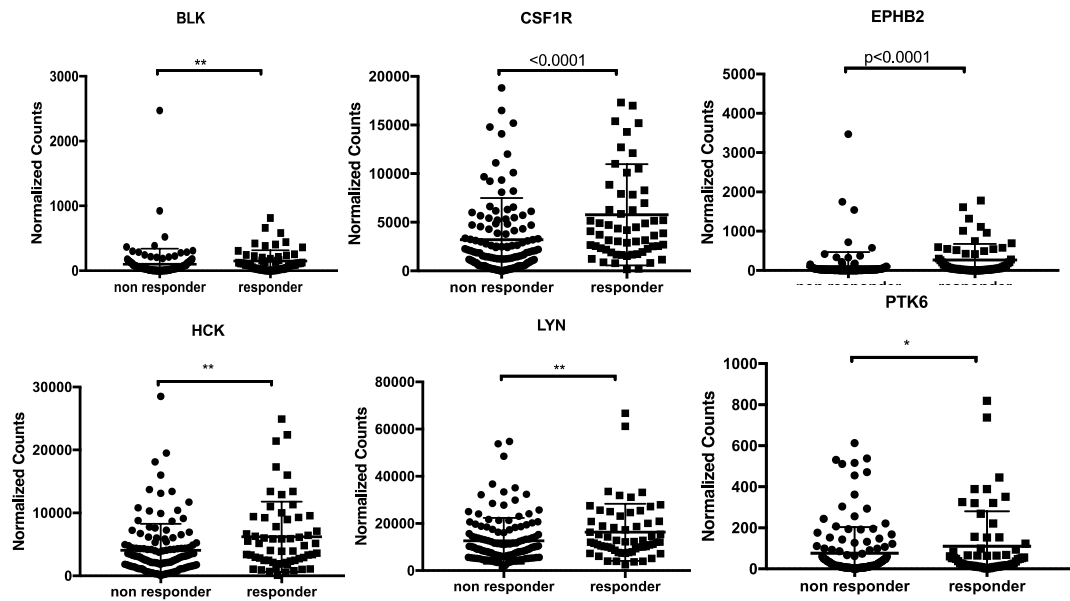 BLK
**
3000
2000
1000
0
Normalized Counts
non responder responder
CSF1R
<0.0001
20000
15000
10000
5000
0
Normalized Counts
non responder responder
EPHB2
p<0.0001
5000
4000
3000
2000
1000
0
Normalized Counts
non responder responder
HCK
**
30000
20000
10000
0
Normalized Counts
non responder responder
LYN
**
80000
60000
40000
20000
0
Normalized Counts
non responder responder
PTK6
*
1000
800
600
400
200
0
Normalized Counts
non responder responder